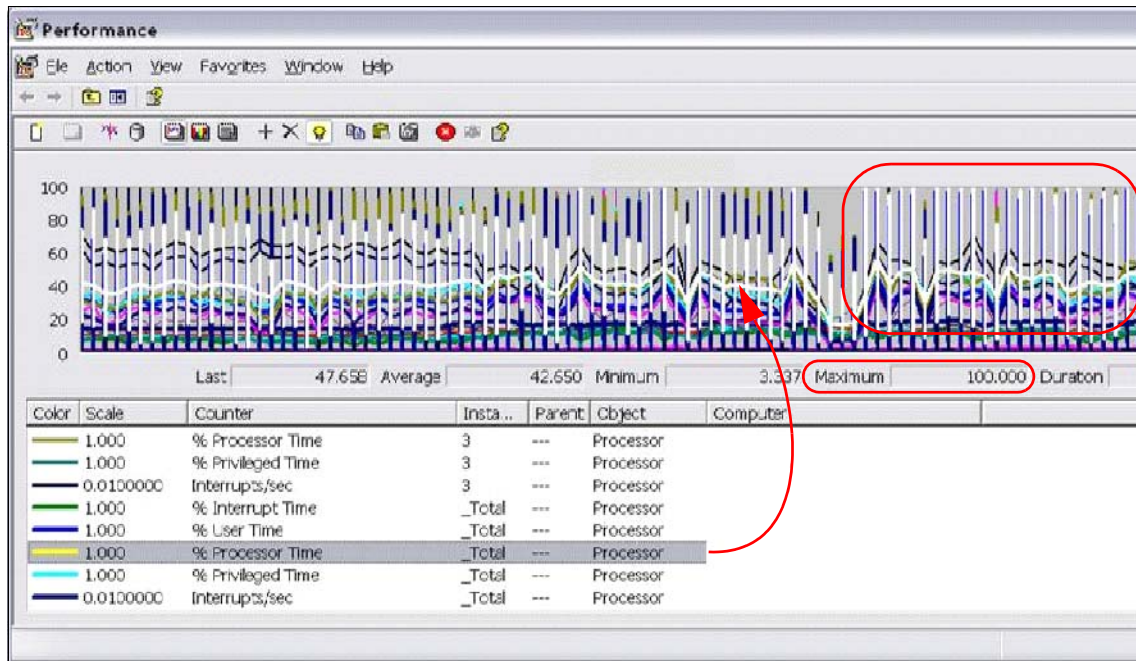 Performance
File Action View Favorites Window Help
100
80
60
40
20
0
Last 47.658 Average 42.650 Minimum 3.337 Maximum 100.000 Duration
Color Scale Counter Insta... Parent Object Computer
1.000 % Processor Time 3 --- Processor
1.000 % Privileged Time 3 --- Processor
0.0100000 Interrupts/sec 3 --- Processor
1.000 % Interrupt Time _Total --- Processor
1.000 % User Time _Total --- Processor
1.000 % Processor Time _Total --- Processor
1.000 % Privileged Time _Total --- Processor
0.0100000 Interrupts/sec _Total --- Processor